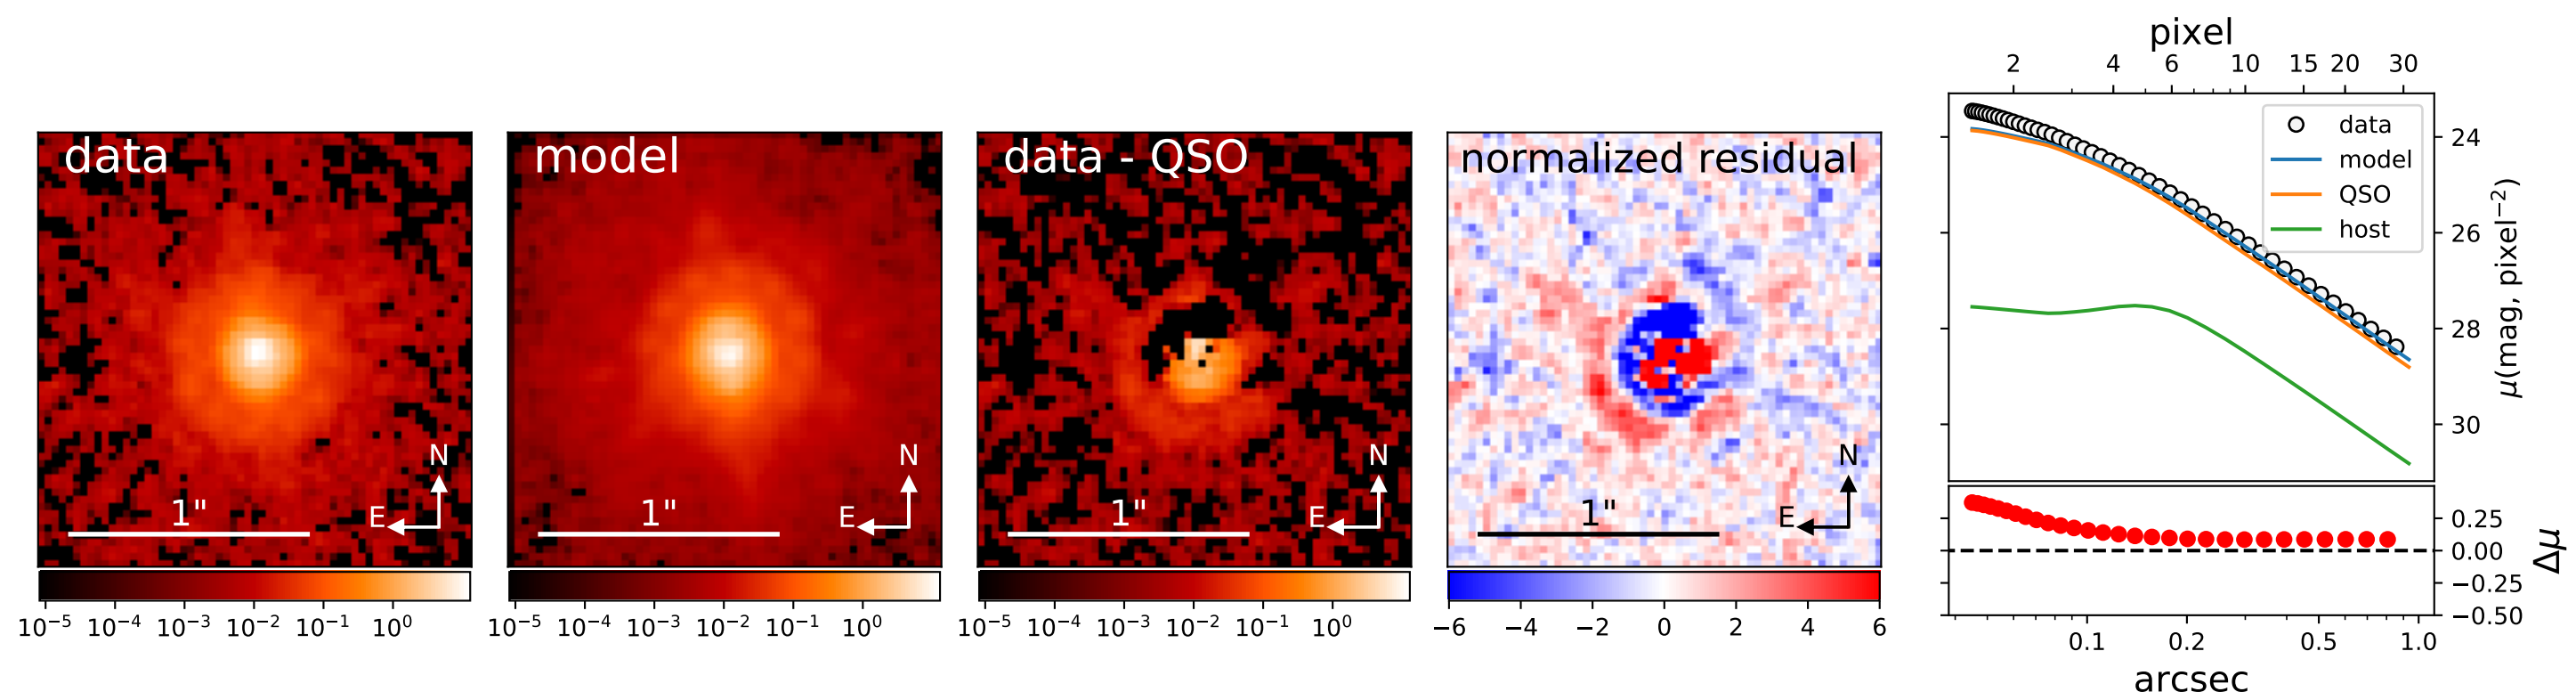 data
N
E
1"
10⁻⁵ 10⁻⁴ 10⁻³ 10⁻² 10⁻¹ 10⁰
model
N
E
1"
10⁻⁵ 10⁻⁴ 10⁻³ 10⁻² 10⁻¹ 10⁰
data - QSO
N
E
1"
10⁻⁵ 10⁻⁴ 10⁻³ 10⁻² 10⁻¹ 10⁰
normalized residual
N
E
1"
−6 −4 −2 0 2 4 6
pixel
2 4 6 10 15 20 30
data
model
QSO
host
24
26
28
30
μ(mag, pixel⁻²)
0.25
0.00
−0.25
−0.50
Δμ
0.1 0.2 0.5 1.0
arcsec